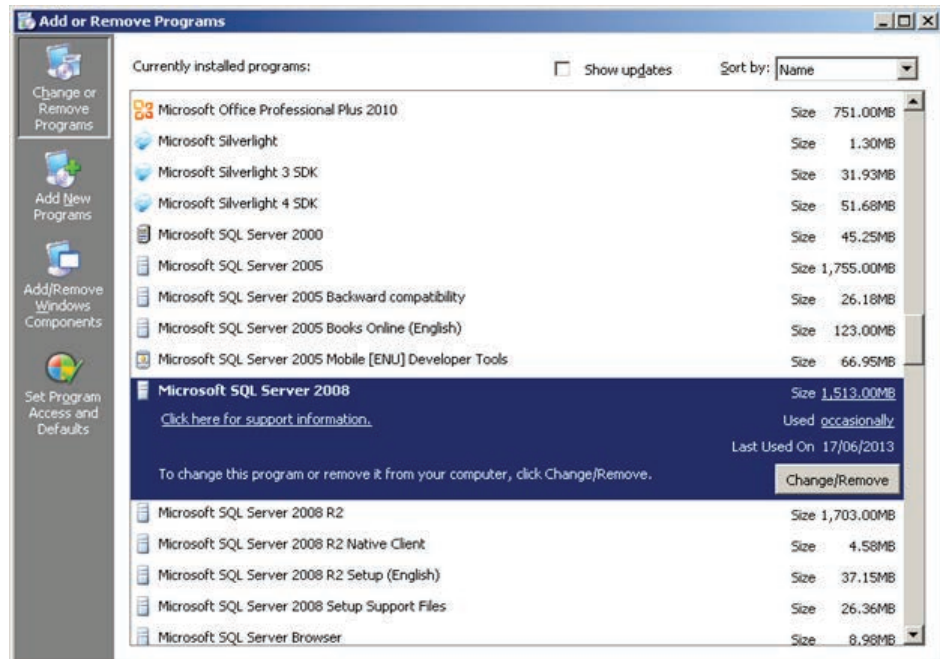 Add or Remove Programs
Change or
Remove
Programs
Add New
Programs
Add/Remove
Windows
Components
Set Program
Access and
Defaults
Currently installed programs:
Show updates
Sort by: Name
Microsoft Office Professional Plus 2010 Size 751.00MB
Microsoft Silverlight Size 1.30MB
Microsoft Silverlight 3 SDK Size 31.93MB
Microsoft Silverlight 4 SDK Size 51.68MB
Microsoft SQL Server 2000 Size 45.25MB
Microsoft SQL Server 2005 Size 1,755.00MB
Microsoft SQL Server 2005 Backward compatibility Size 26.18MB
Microsoft SQL Server 2005 Books Online (English) Size 123.00MB
Microsoft SQL Server 2005 Mobile [ENU] Developer Tools Size 66.95MB
Microsoft SQL Server 2008 Size 1,513.00MB
Click here for support information. Used occasionally
Last Used On 17/06/2013
To change this program or remove it from your computer, click Change/Remove. Change/Remove
Microsoft SQL Server 2008 R2 Size 1,703.00MB
Microsoft SQL Server 2008 R2 Native Client Size 4.58MB
Microsoft SQL Server 2008 R2 Setup (English) Size 37.15MB
Microsoft SQL Server 2008 Setup Support Files Size 26.36MB
Microsoft SQL Server Browser Size 8.98MB